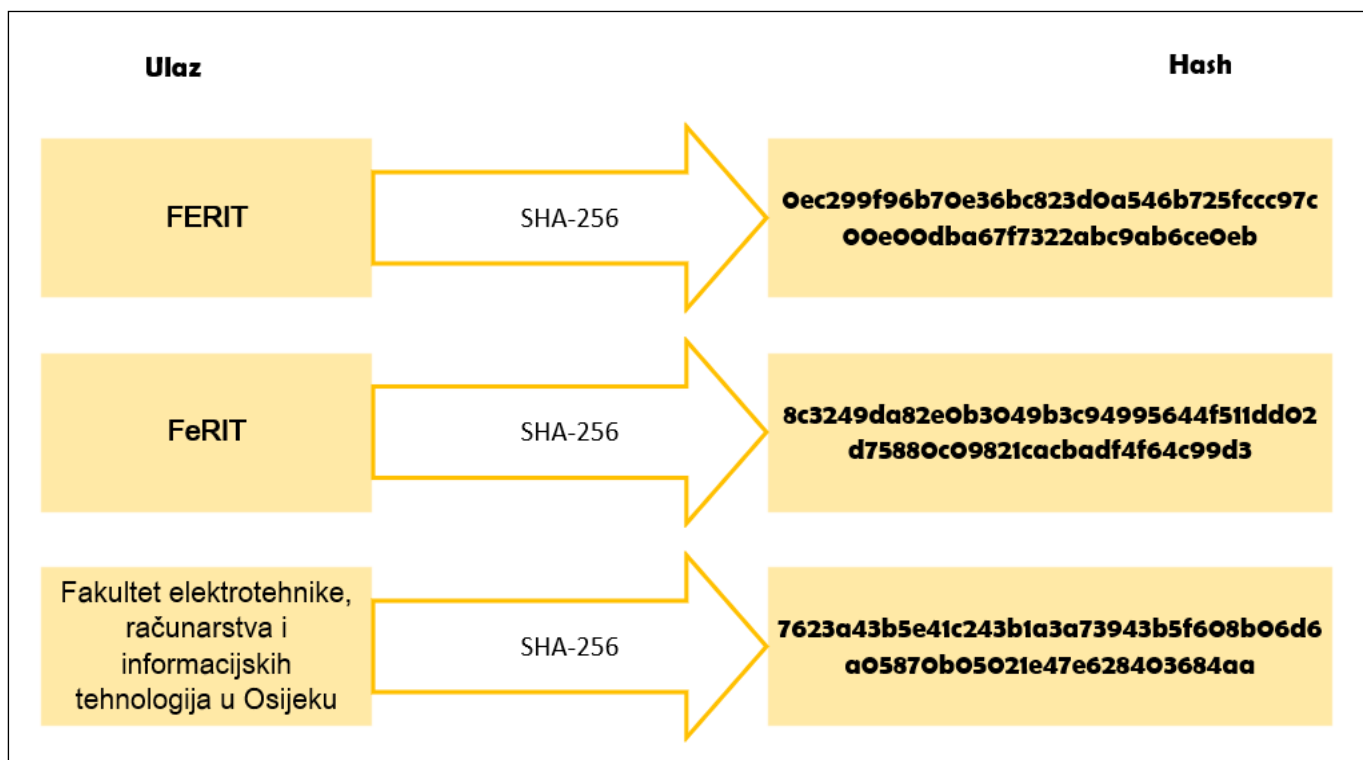 Ulaz
Hash
FERIT
SHA-256
0ec299f96b70e36bc823d0a546b725fccc97c
00e00dba67f7322abc9ab6ce0eb
FeRIT
SHA-256
8c3249da82e0b3049b3c94995644f511dd02
d75880c09821cacbadf4f64c99d3
Fakultet elektrotehnike,
računarstva i
informacijskih
tehnologija u Osijeku
SHA-256
7623a43b5e41c243b1a3a73943b5f608b06d6
a05870b05021e47e628403684aa